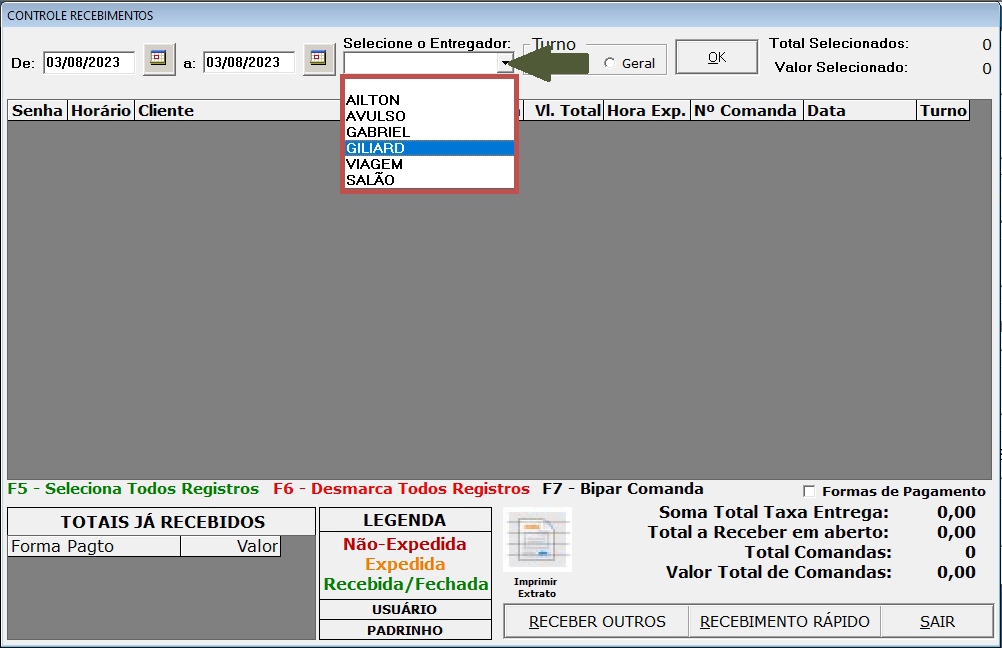 CONTROLE RECEBIMENTOS
De: 03/08/2023 a: 03/08/2023
Selecione o Entregador:
Turno
Geral
OK
Total Selecionados: 0
Valor Selecionado: 0
AILTON
AVULSO
GABRIEL
GILIARD
VIAGEM
SALÃO
Senha Horário Cliente Vl. Total Hora Exp. Nº Comanda Data Turno
F5 - Seleciona Todos Registros F6 - Desmarca Todos Registros F7 - Bipar Comanda
Formas de Pagamento
TOTAIS JÁ RECEBIDOS
Forma Pagto Valor
LEGENDA
Não-Expedida
Expedida
Recebida/Fechada
USUÁRIO
PADRINHO
Imprimir
Extrato
Soma Total Taxa Entrega: 0,00
Total a Receber em aberto: 0,00
Total Comandas: 0
Valor Total de Comandas: 0,00
RECEBER OUTROS RECEBIMENTO RÁPIDO SAIR